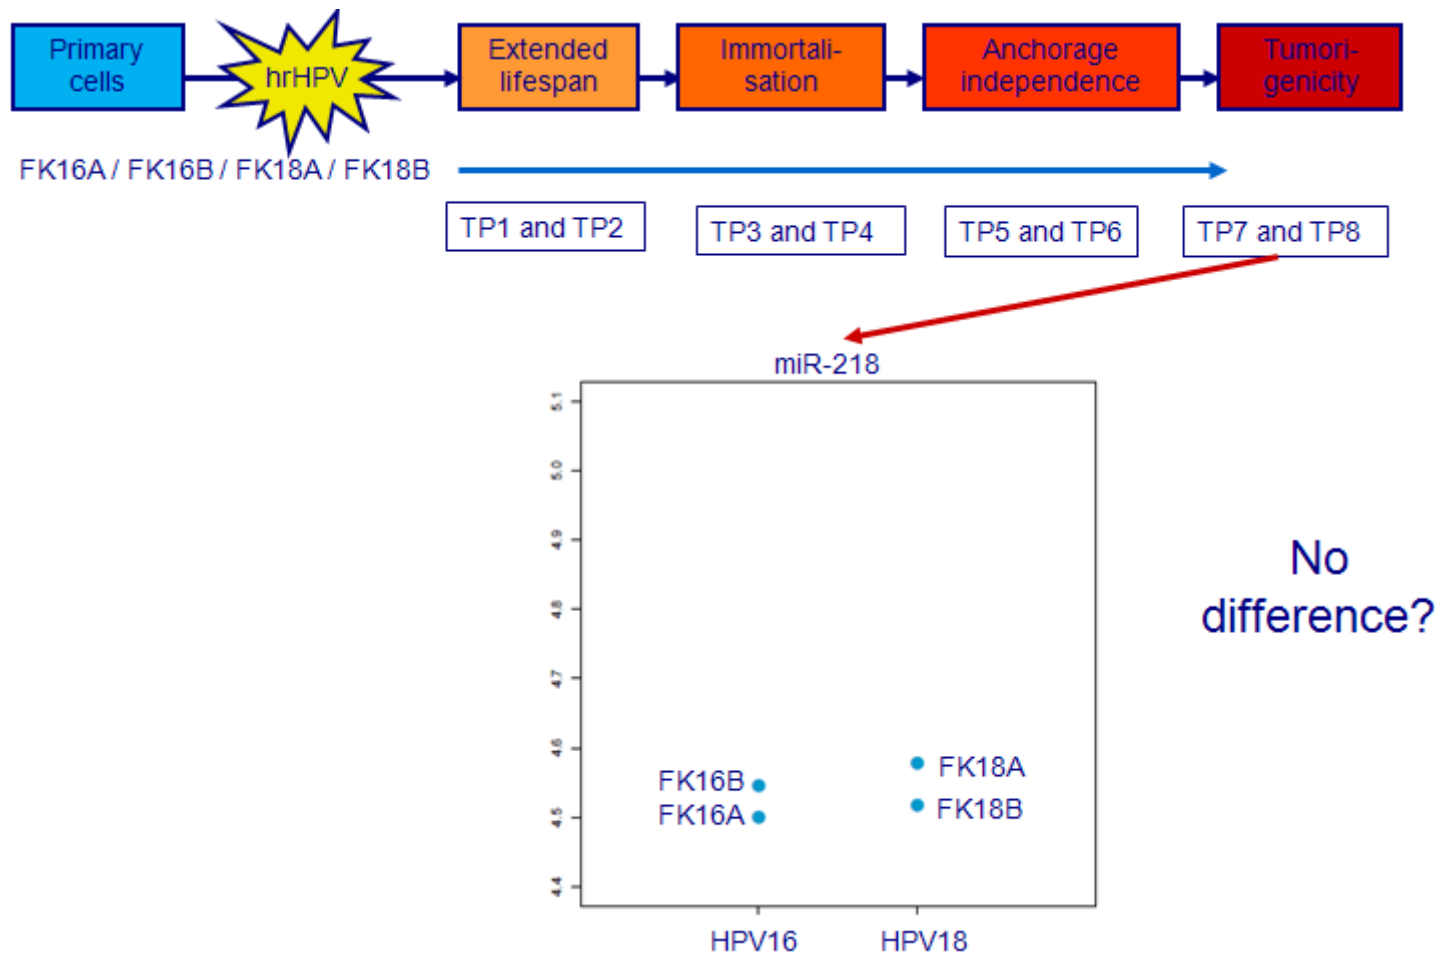 Primary
cells
hrHPV
Extended
lifespan
Immortali-
sation
Anchorage
independence
Tumori-
genicity
FK16A / FK16B / FK18A / FK18B
TP1 and TP2
TP3 and TP4
TP5 and TP6
TP7 and TP8
miR-218
5.1
5.0
4.9
4.8
4.7
4.6
4.5
4.4
FK16B
FK16A
FK18A
FK18B
HPV16
HPV18
No
difference?